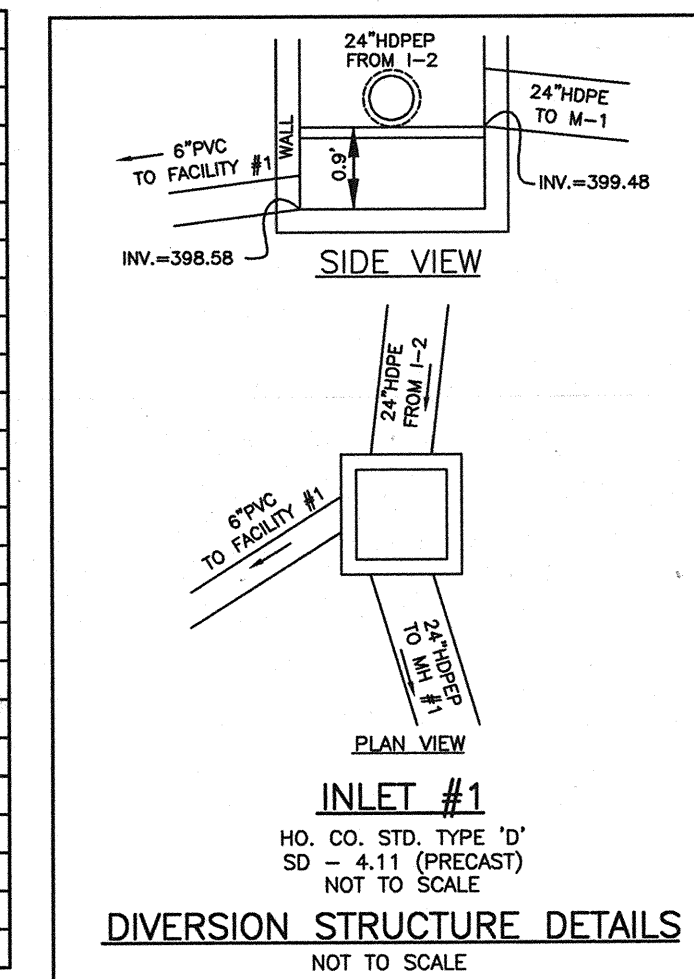 24"HDPEP
FROM I-2
24"HDPE
TO M-1
WALL
6"PVC
TO FACILITY #1
0.9'
INV.=399.48
INV.=398.58
SIDE VIEW
24"HDPE
FROM I-2
6"PVC
TO FACILITY #1
24"HDPEP
TO MH #1
PLAN VIEW
INLET #1
HO. CO. STD. TYPE 'D'
SD - 4.11 (PRECAST)
NOT TO SCALE
DIVERSION STRUCTURE DETAILS
NOT TO SCALE